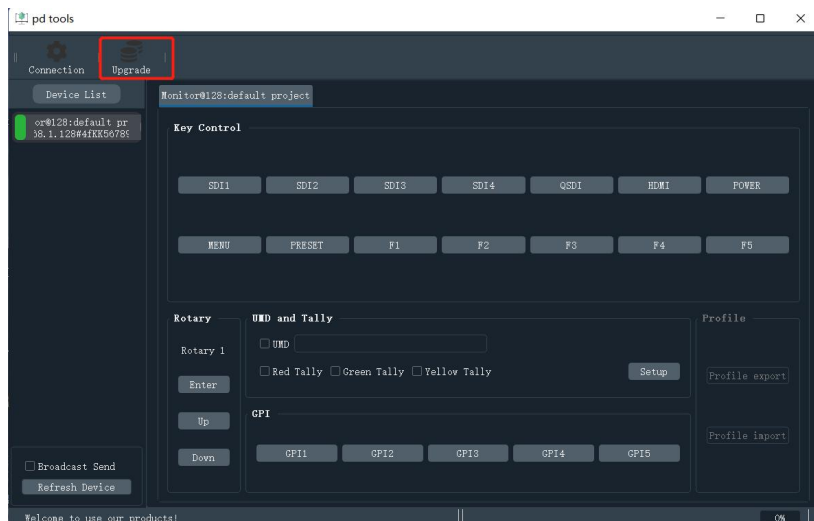 pd tools
Connection Upgrade
Device List
Monitor@128:default project
or@128:default pr
58.1.128#4fKK56789
Key Control
SDI1 SDI2 SDI3 SDI4 QSDI HDMI POWER
MENU PRESET F1 F2 F3 F4 F5
Rotary
Rotary 1
Enter
Up
Down
UMD and Tally
UMD
Red Tally Green Tally Yellow Tally Setup
GPI
GPI1 GPI2 GPI3 GPI4 GPI5
Profile
Profile export
Profile import
Broadcast Send
Refresh Device
Welcome to use our products!
0%